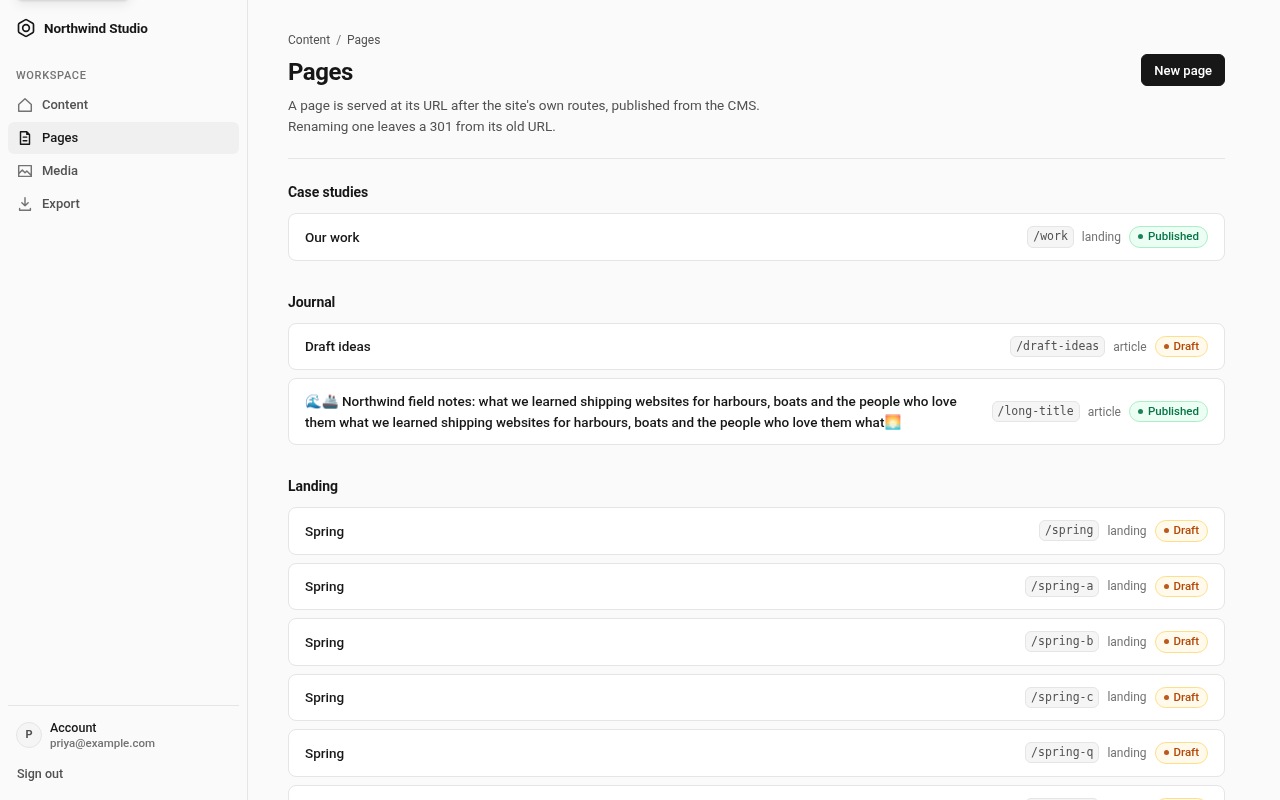 Northwind Studio
WORKSPACE
Content
Pages
Media
Export
Account
P
priya@example.com
Sign out
Content / Pages
Pages
New page
A page is served at its URL after the site's own routes, published from the CMS.
Renaming one leaves a 301 from its old URL.
Case studies
Our work /work landing Published
Journal
Draft ideas /draft-ideas article Draft
🌊🚢 Northwind field notes: what we learned shipping websites for harbours, boats and the people who love
them what we learned shipping websites for harbours, boats and the people who love them what🌅
/long-title article Published
Landing
Spring /spring landing Draft
Spring /spring-a landing Draft
Spring /spring-b landing Draft
Spring /spring-c landing Draft
Spring /spring-q landing Draft